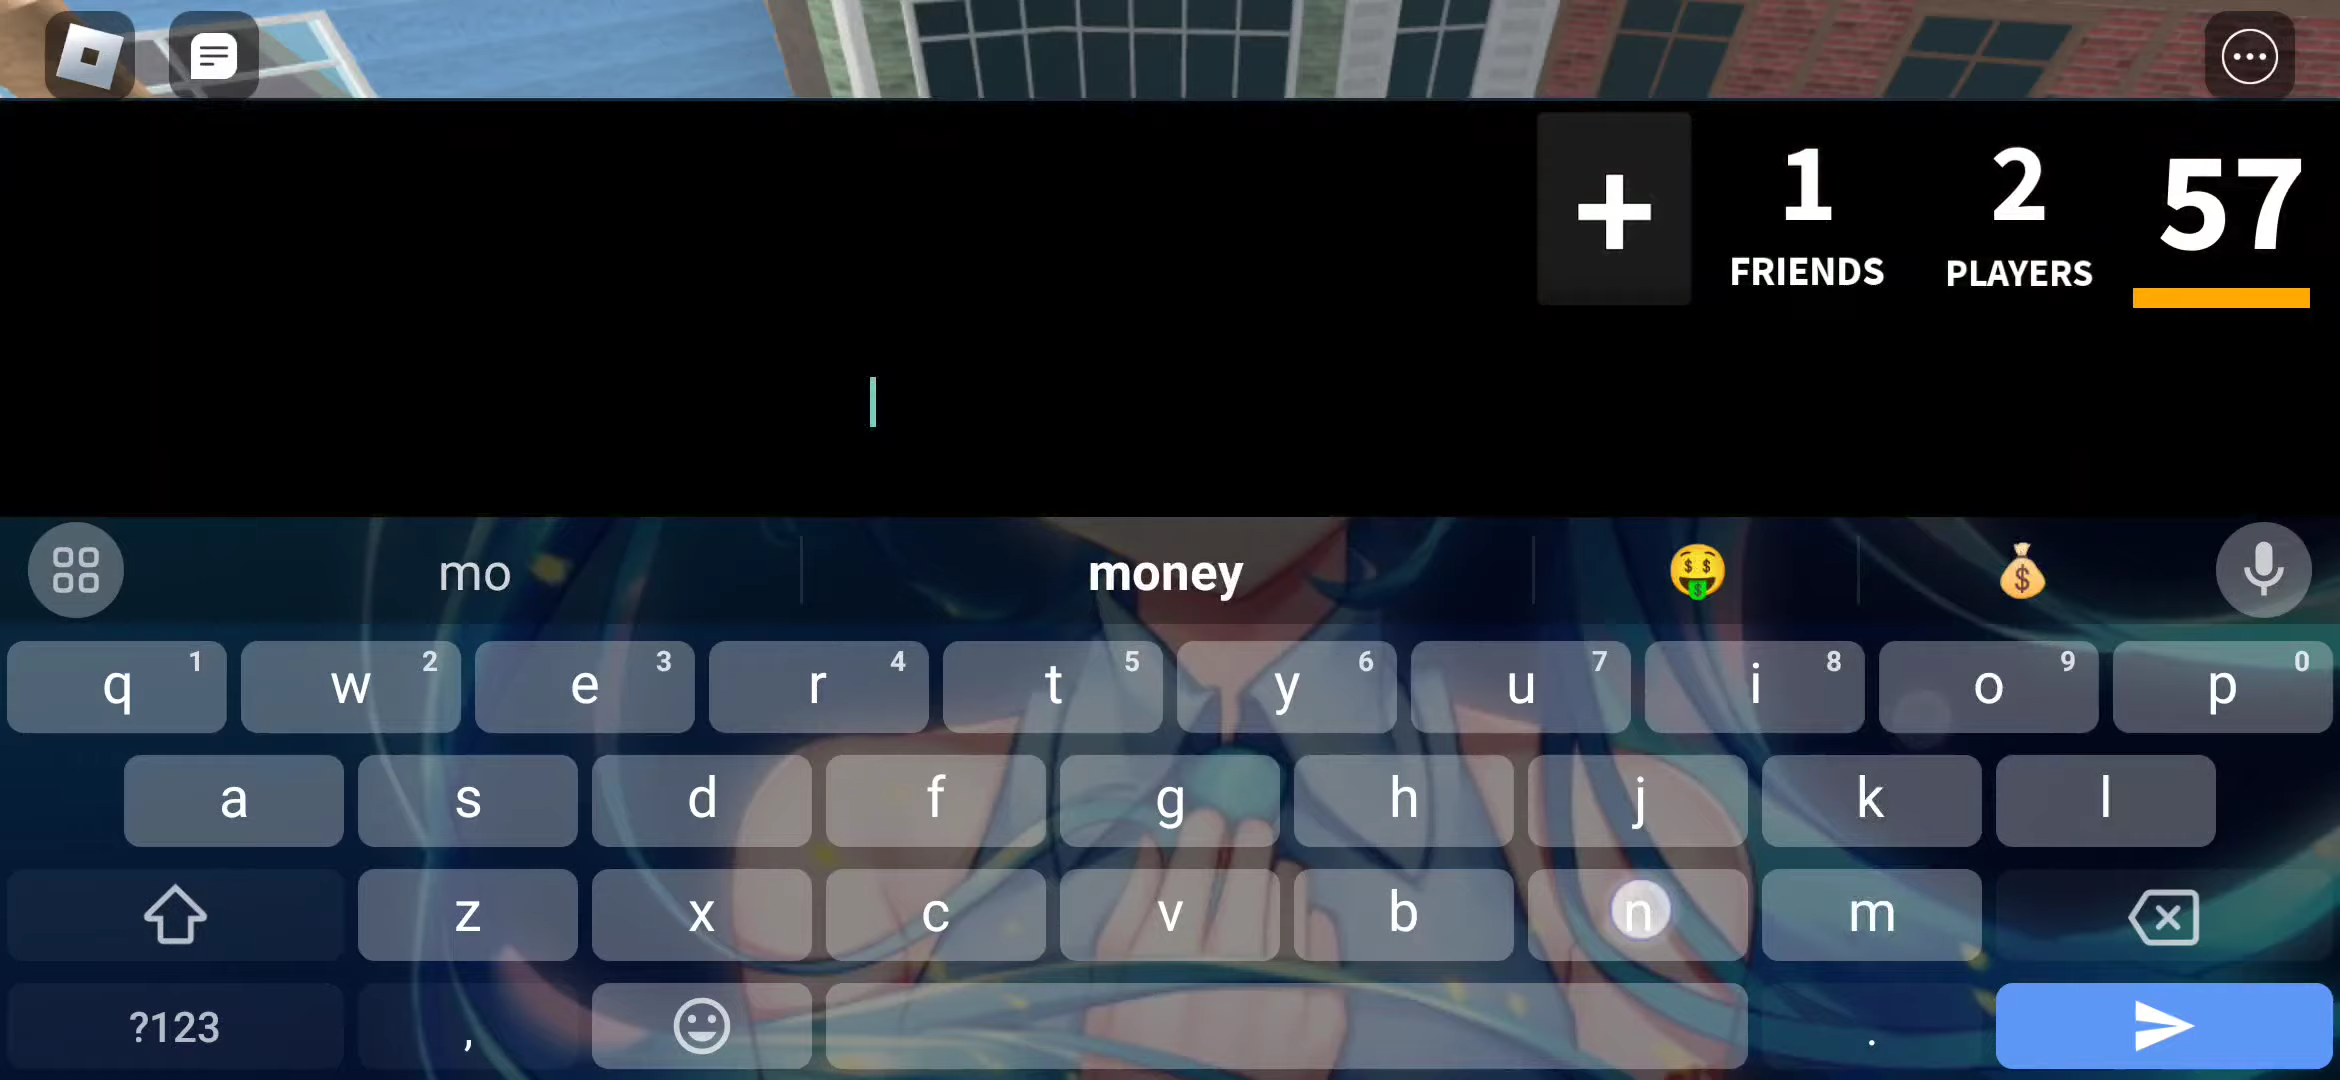 1 2 57
FRIENDS PLAYERS
mo money
q 1 w 2 e 3 r 4 t 5 y 6 u 7 i 8 o 9 p 0
a s d f g h j k l
z x c v b n m
?123 , .